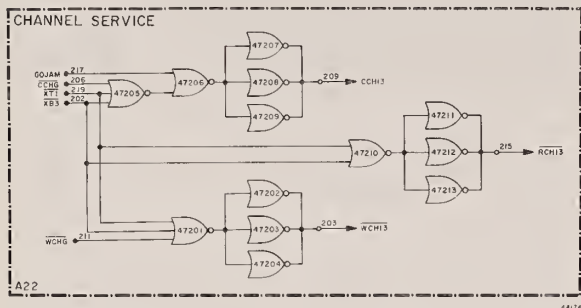 CHANNEL SERVICE
GOJAM 217
CCHG 206
XT1 219
XB3 202
47205
47206
47207
47208
47209
209 CCH13
47210
47211
47212
47213
215 RCH13
WCHG 211
47201
47202
47203
47204
203 WCH13
A22